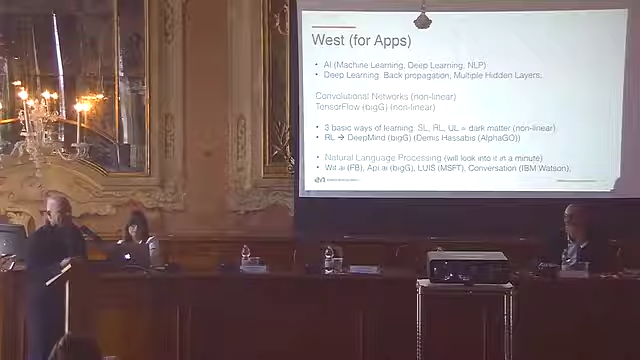 West (for Apps)
• AI (Machine Learning, Deep Learning, NLP)
• Deep Learning: Back propagation, Multiple Hidden Layers,
Convolutional Networks (non-linear)
TensorFlow (bigG) (non-linear)
• 3 basic ways of learning: SL, RL, UL = dark matter (non-linear)
• RL → DeepMind (bigG) (Demis Hassabis (AlphaGO))
• Natural Language Processing (will look into it in a minute)
• Wit.ai (FB), Api.ai (bigG), LUIS (MSFT), Conversation (IBM Watson),